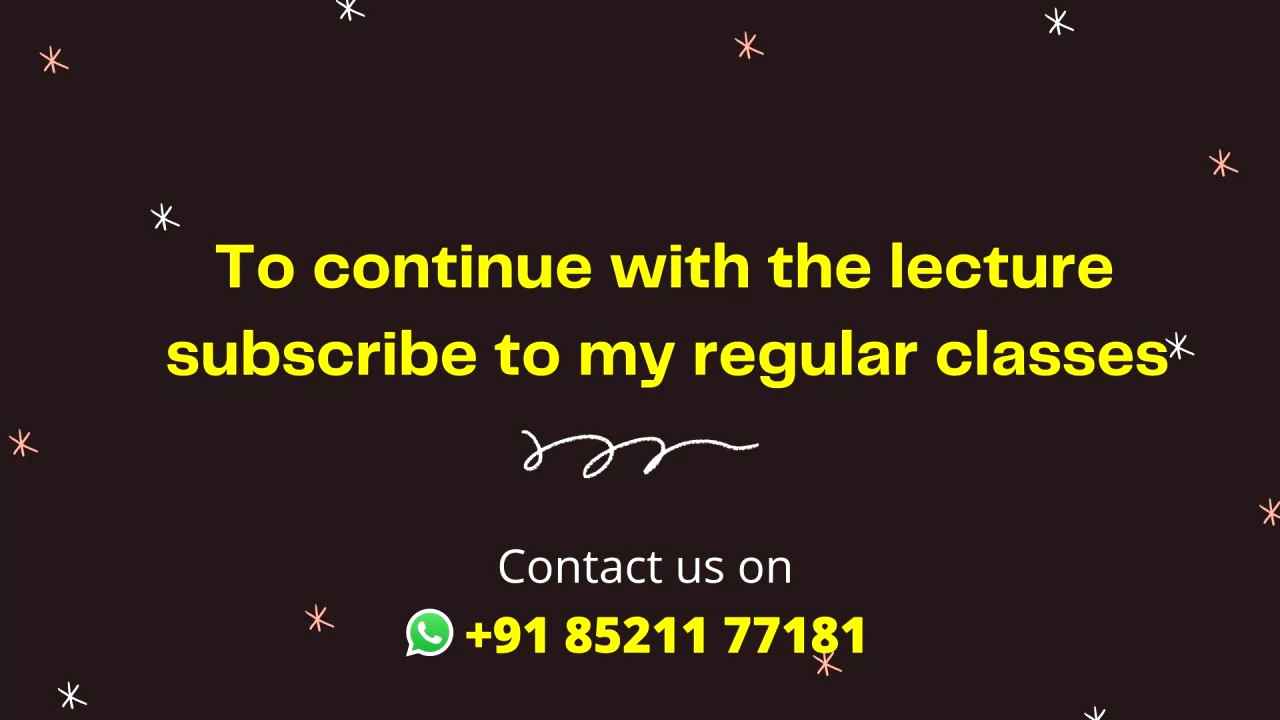 To continue with the lecture
subscribe to my regular classes
Contact us on
+91 85211 77181